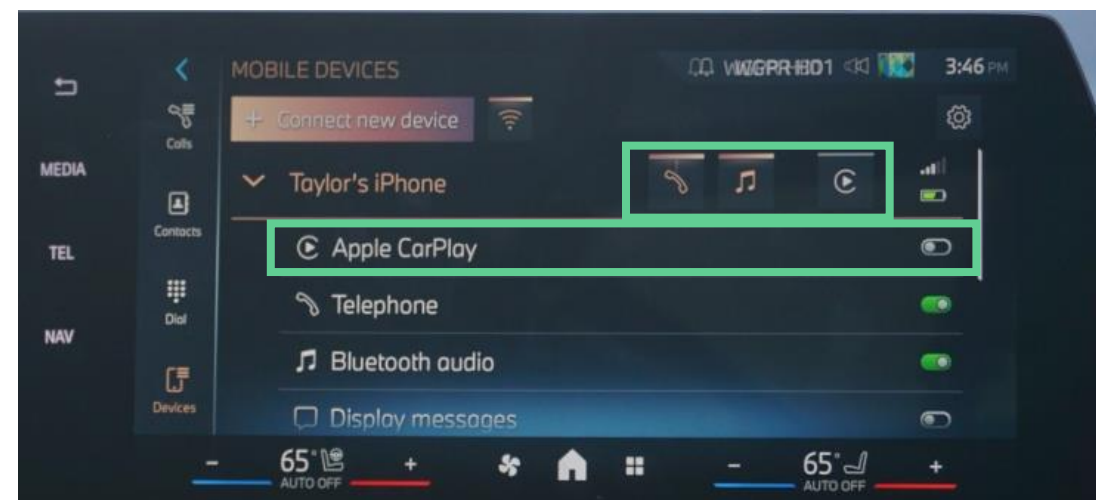 MOBILE DEVICES
3:46 PM
+ Connect new device
Calls
MEDIA
Taylor's iPhone
Contacts
TEL
Apple CarPlay
Telephone
Dial
NAV
Bluetooth audio
Devices
Display messages
- 65° +
AUTO OFF
- 65° +
AUTO OFF